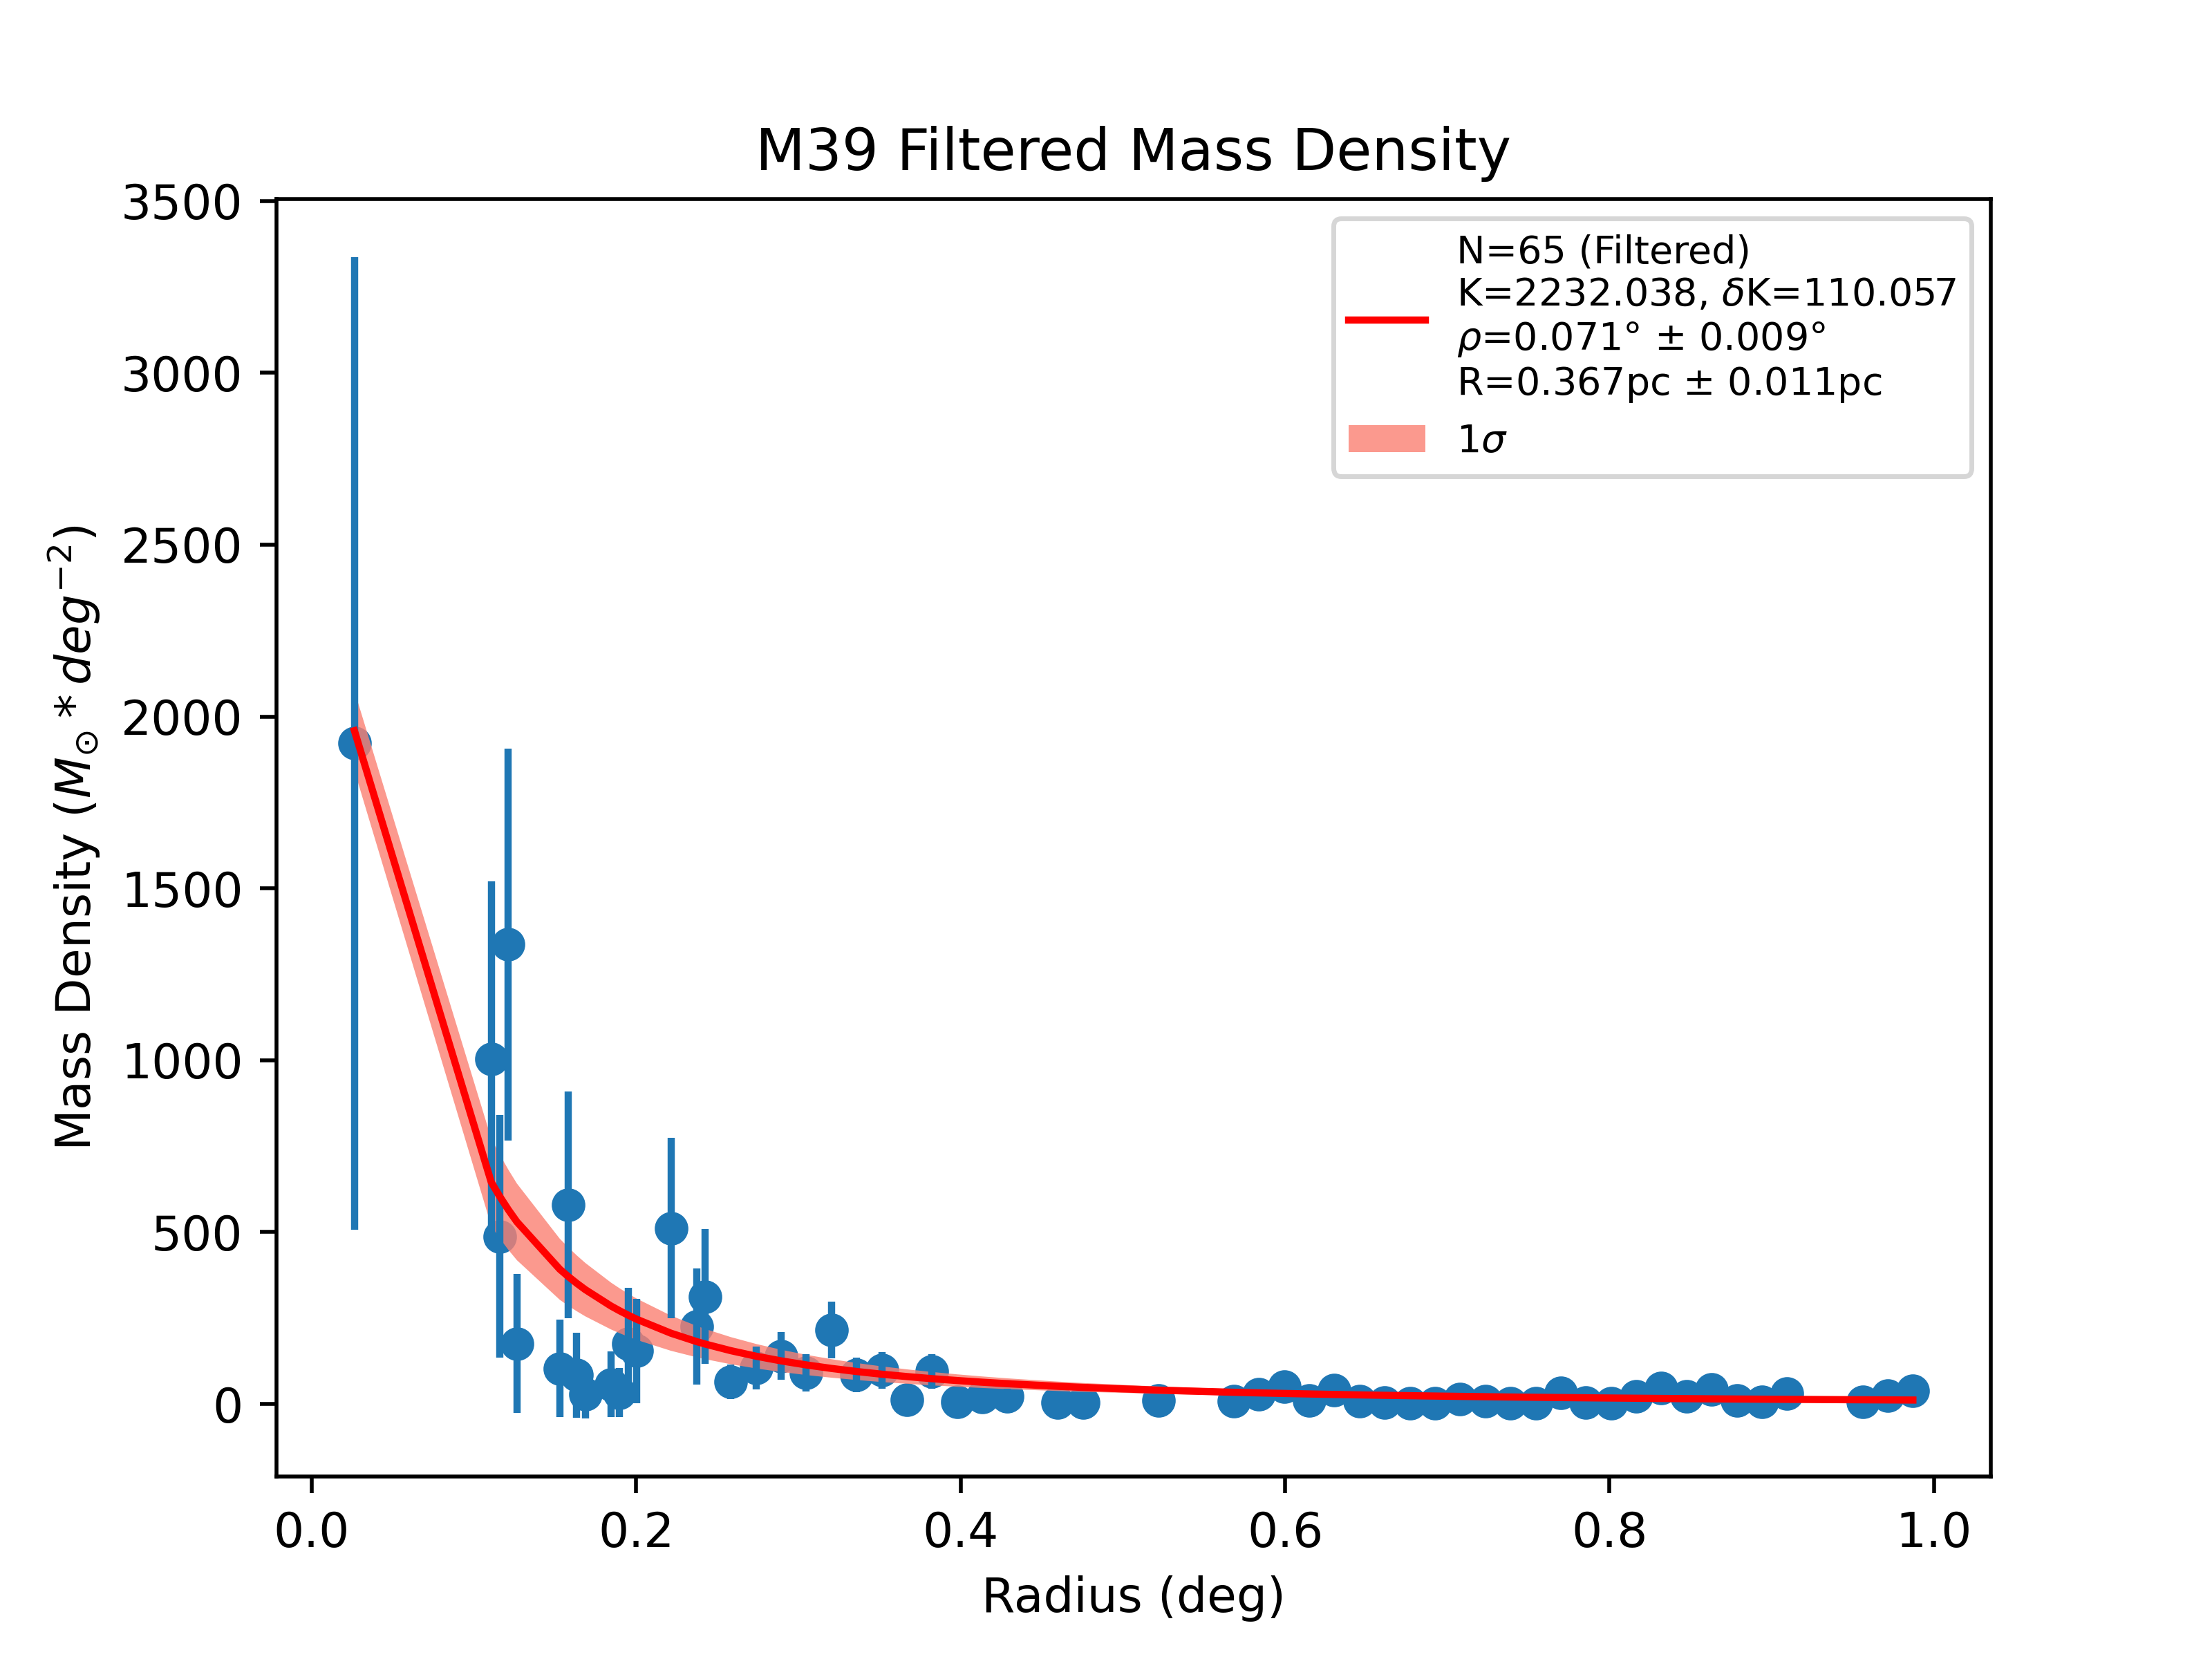 M39 Filtered Mass Density
3500
3000
2500
2000
1500
1000
500
0
Mass Density ($M_{\odot} * deg^{-2}$)
N=65 (Filtered)
K=2232.038, δK=110.057
ρ=0.071° ± 0.009°
R=0.367pc ± 0.011pc
1σ
0.0 0.2 0.4 0.6 0.8 1.0
Radius (deg)